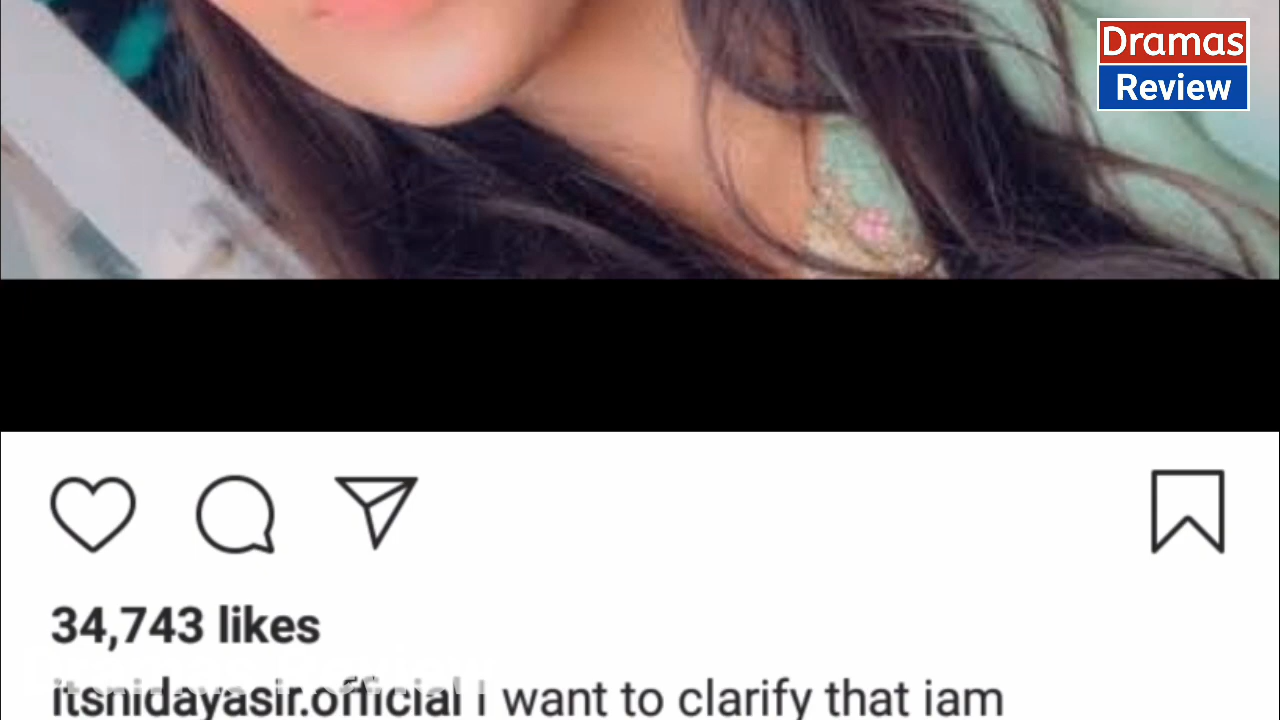 Dramas
Review
34,743 likes
itsnidayasir.official i want to clarify that iam